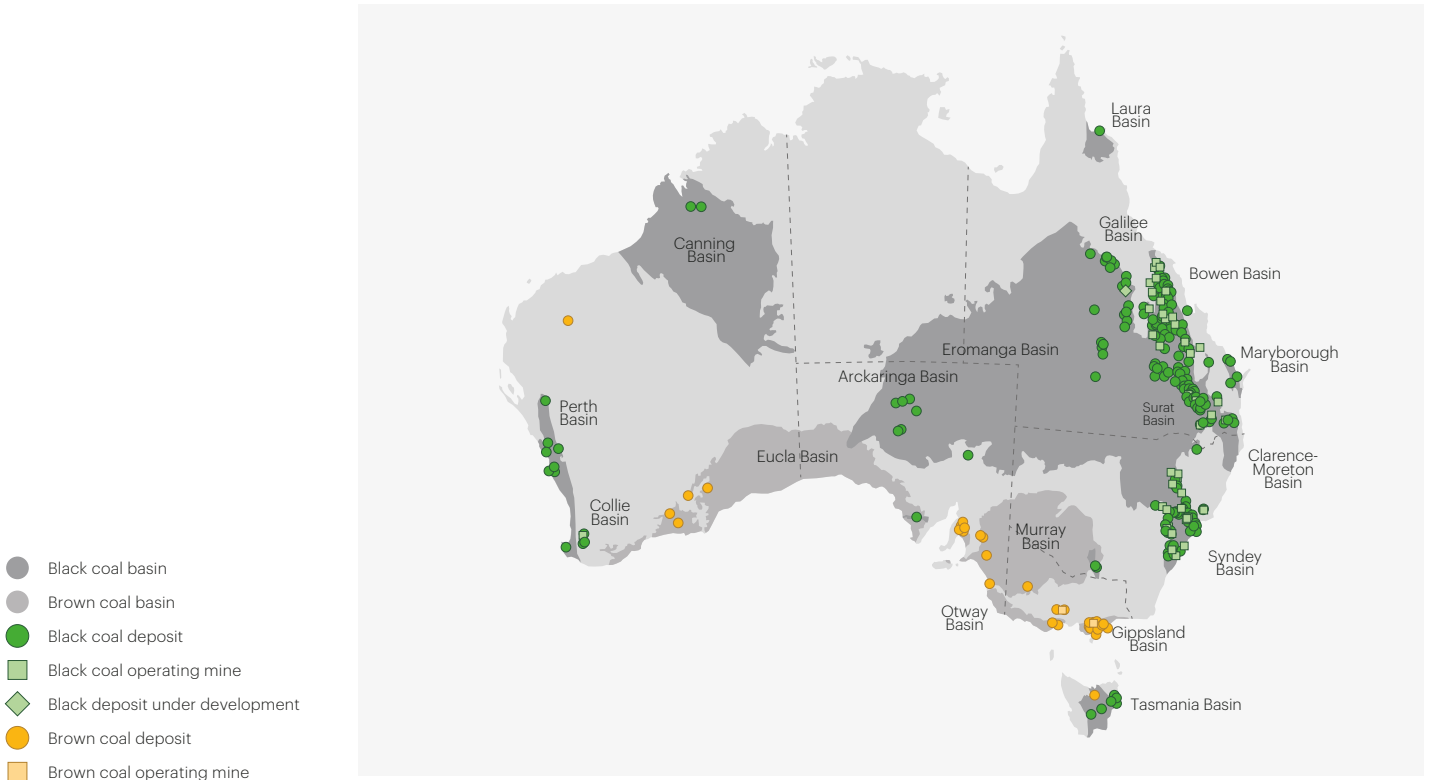 Laura
Basin
Galilee
Basin
Canning
Basin
Bowen Basin
Eromanga Basin
Maryborough
Basin
Arckaringa Basin
Perth
Basin
Surat
Basin
Eucla Basin
Clarence-
Moreton
Basin
Collie
Basin
Murray
Basin
Syndey
Basin
Otway
Basin
Gippsland
Basin
Tasmania Basin
Black coal basin
Brown coal basin
Black coal deposit
Black coal operating mine
Black deposit under development
Brown coal deposit
Brown coal operating mine